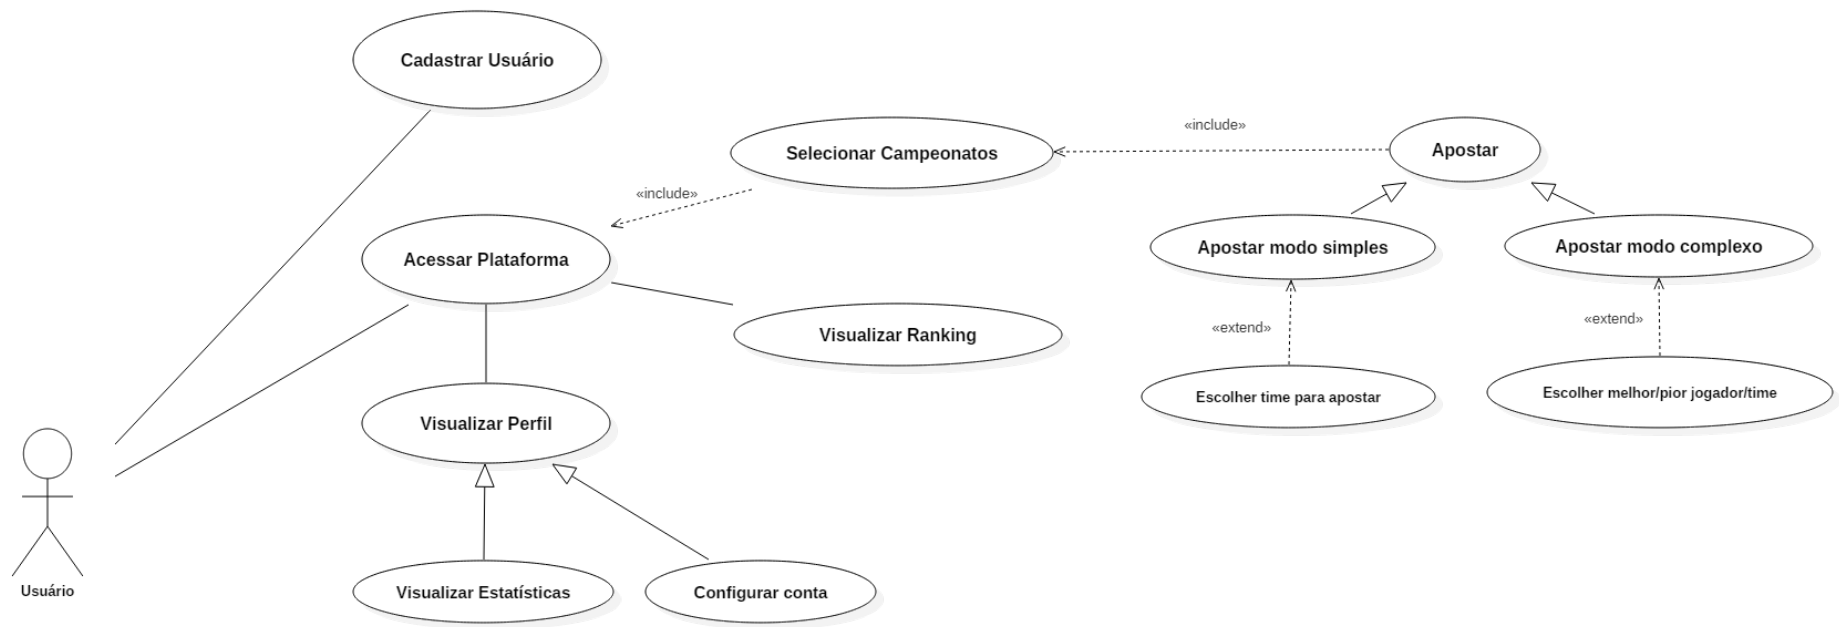 Cadastrar Usuário
«include»
Apostar
Selecionar Campeonatos
«include»
Apostar modo simples
Apostar modo complexo
Acessar Plataforma
«extend»
«extend»
Visualizar Ranking
Escolher time para apostar
Escolher melhor/pior jogador/time
Visualizar Perfil
Usuário
Visualizar Estatísticas
Configurar conta